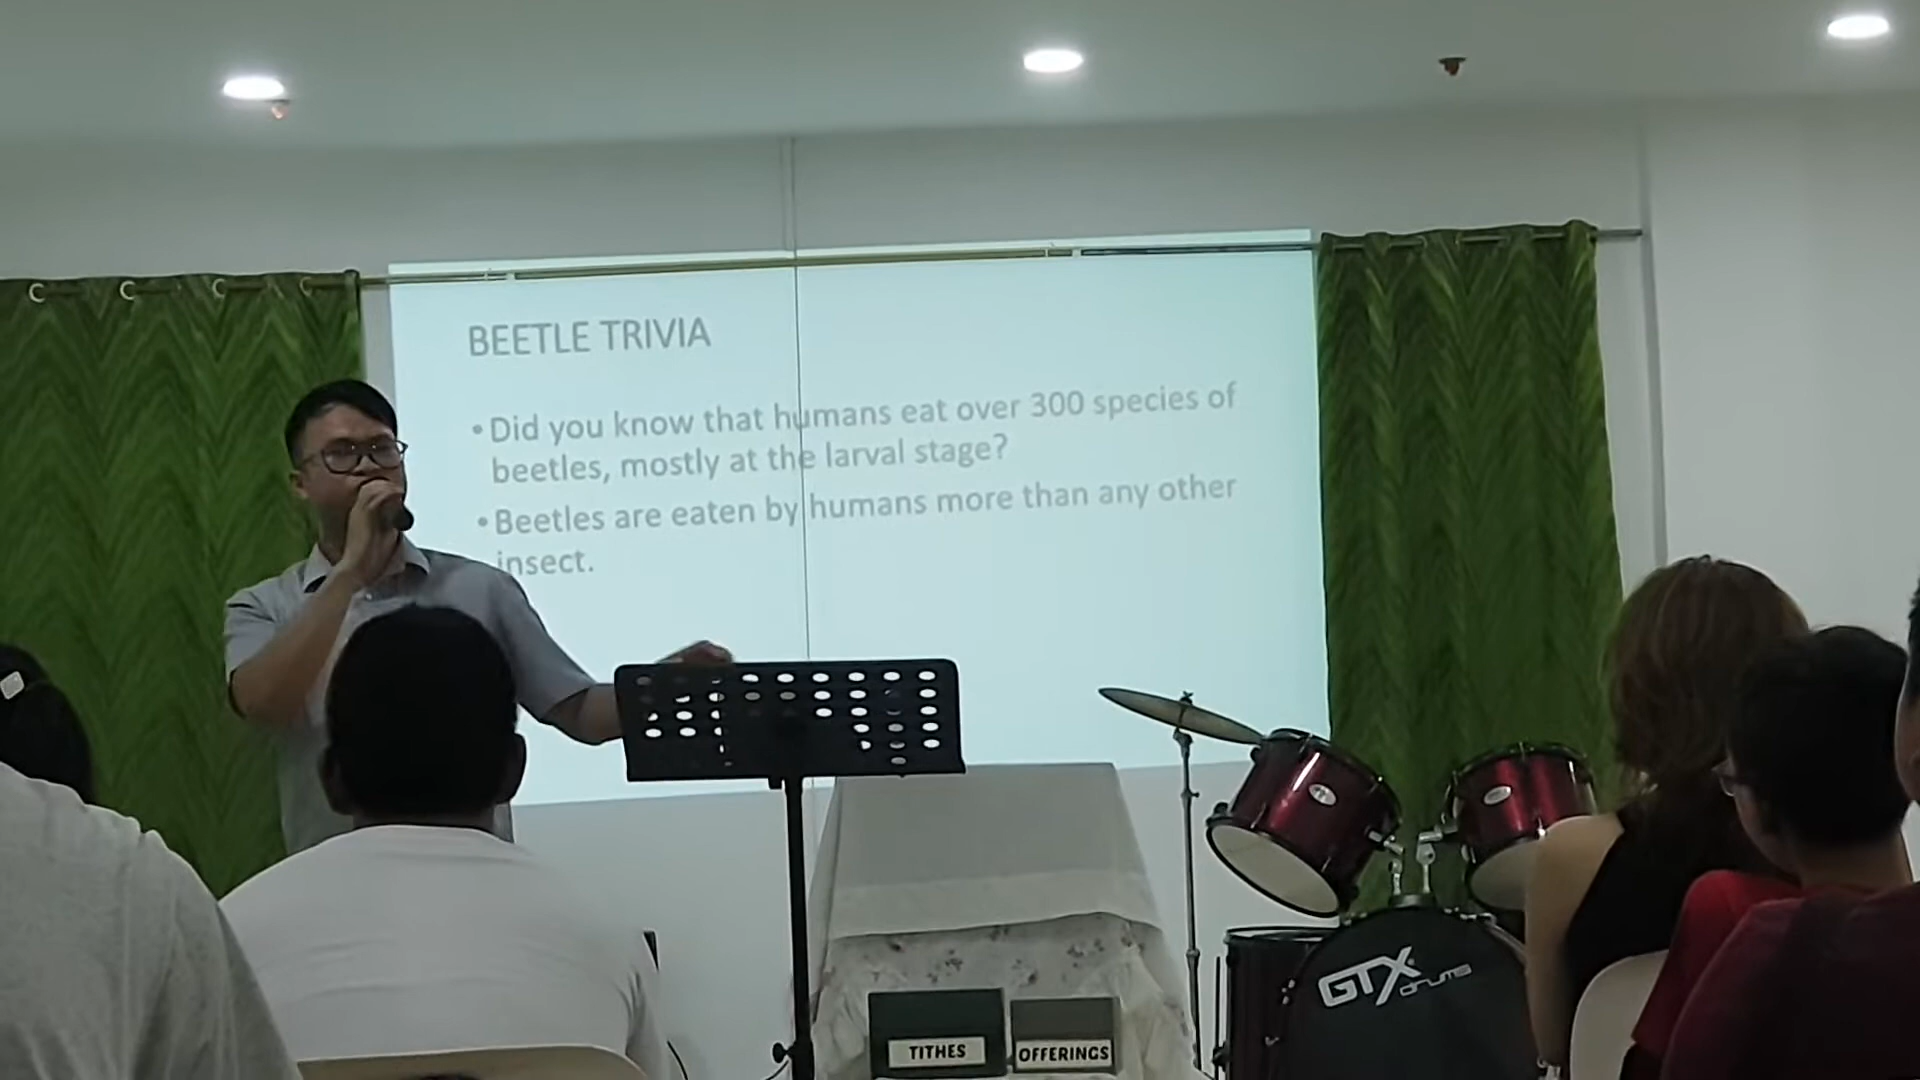 BEETLE TRIVIA
• Did you know that humans eat over 300 species of
beetles, mostly at the larval stage?
• Beetles are eaten by humans more than any other
insect.
TITHES
OFFERINGS
GTX drums